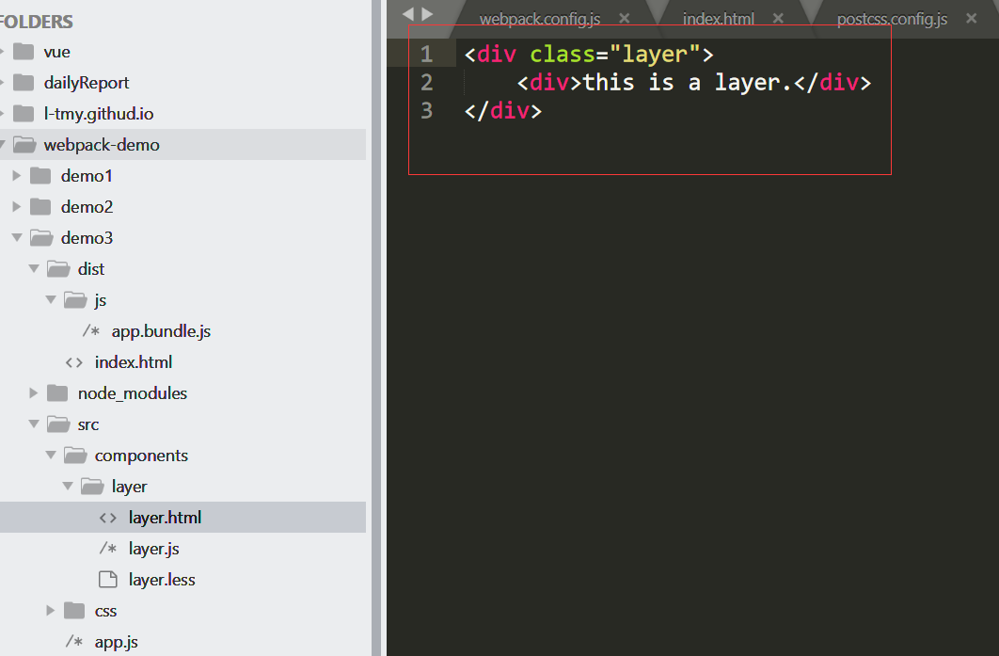 FOLDERS
vue
dailyReport
l-tmy.githud.io
webpack-demo
demo1
demo2
demo3
dist
js
/* app.bundle.js
<> index.html
node_modules
src
components
layer
<> layer.html
/* layer.js
layer.less
css
/* app.js
webpack.config.js × index.html × postcss.config.js ×
1 <div class="layer">
2 <div>this is a layer.</div>
3 </div>